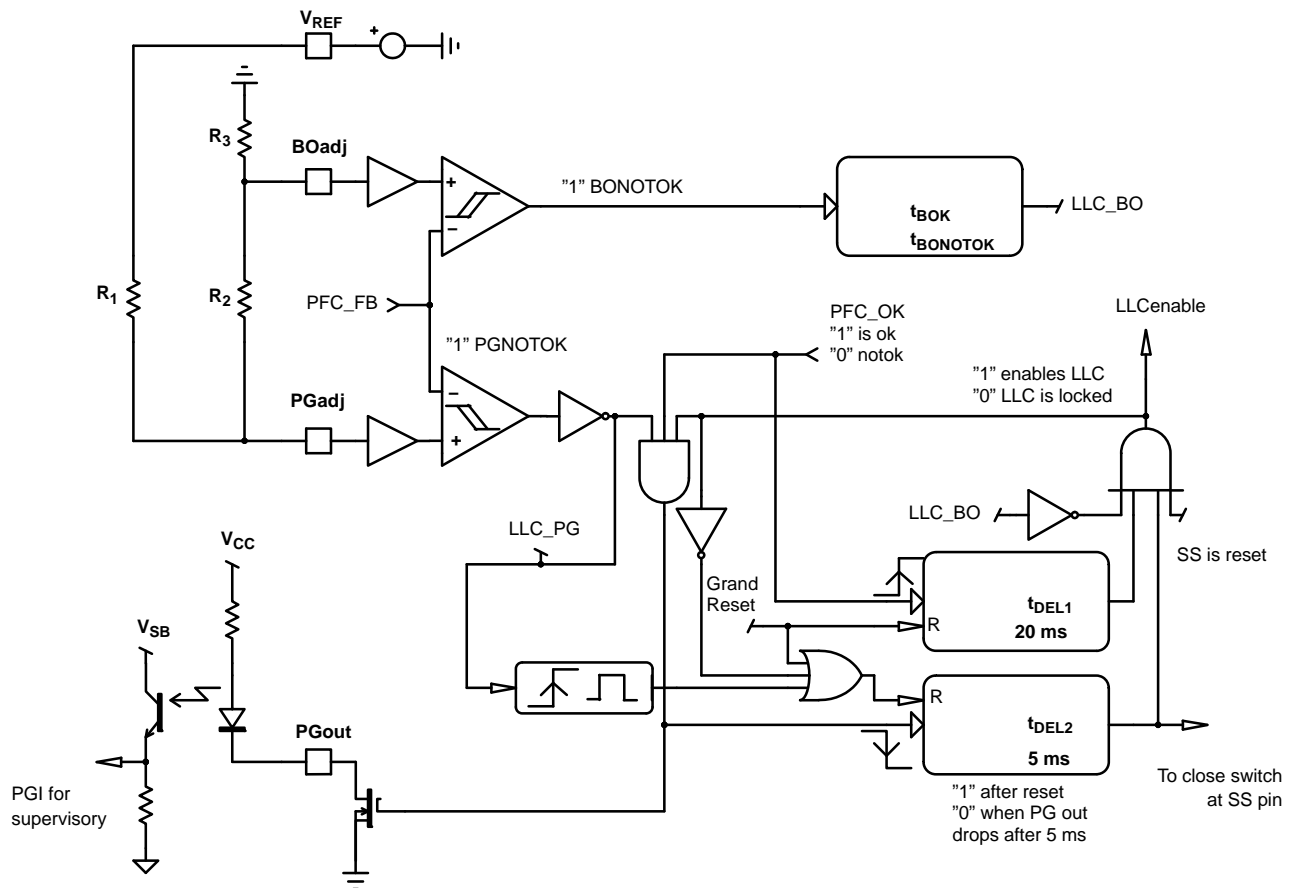 VREF
+
R3
BOadj
+
"1" BONOTOK
tBOK
tBONOTOK
LLC_BO
−
R1
R2
PFC_FB
PFC_OK
"1" is ok
"0" notok
LLCenable
"1" PGNOTOK
"1" enables LLC
"0" LLC is locked
−
PGadj
+
LLC_BO
LLC_PG
SS is reset
VCC
Grand
Reset
tDEL1
20 ms
R
VSB
R
PGout
tDEL2
5 ms
PGI for
supervisory
To close switch
at SS pin
"1" after reset
"0" when PG out
drops after 5 ms